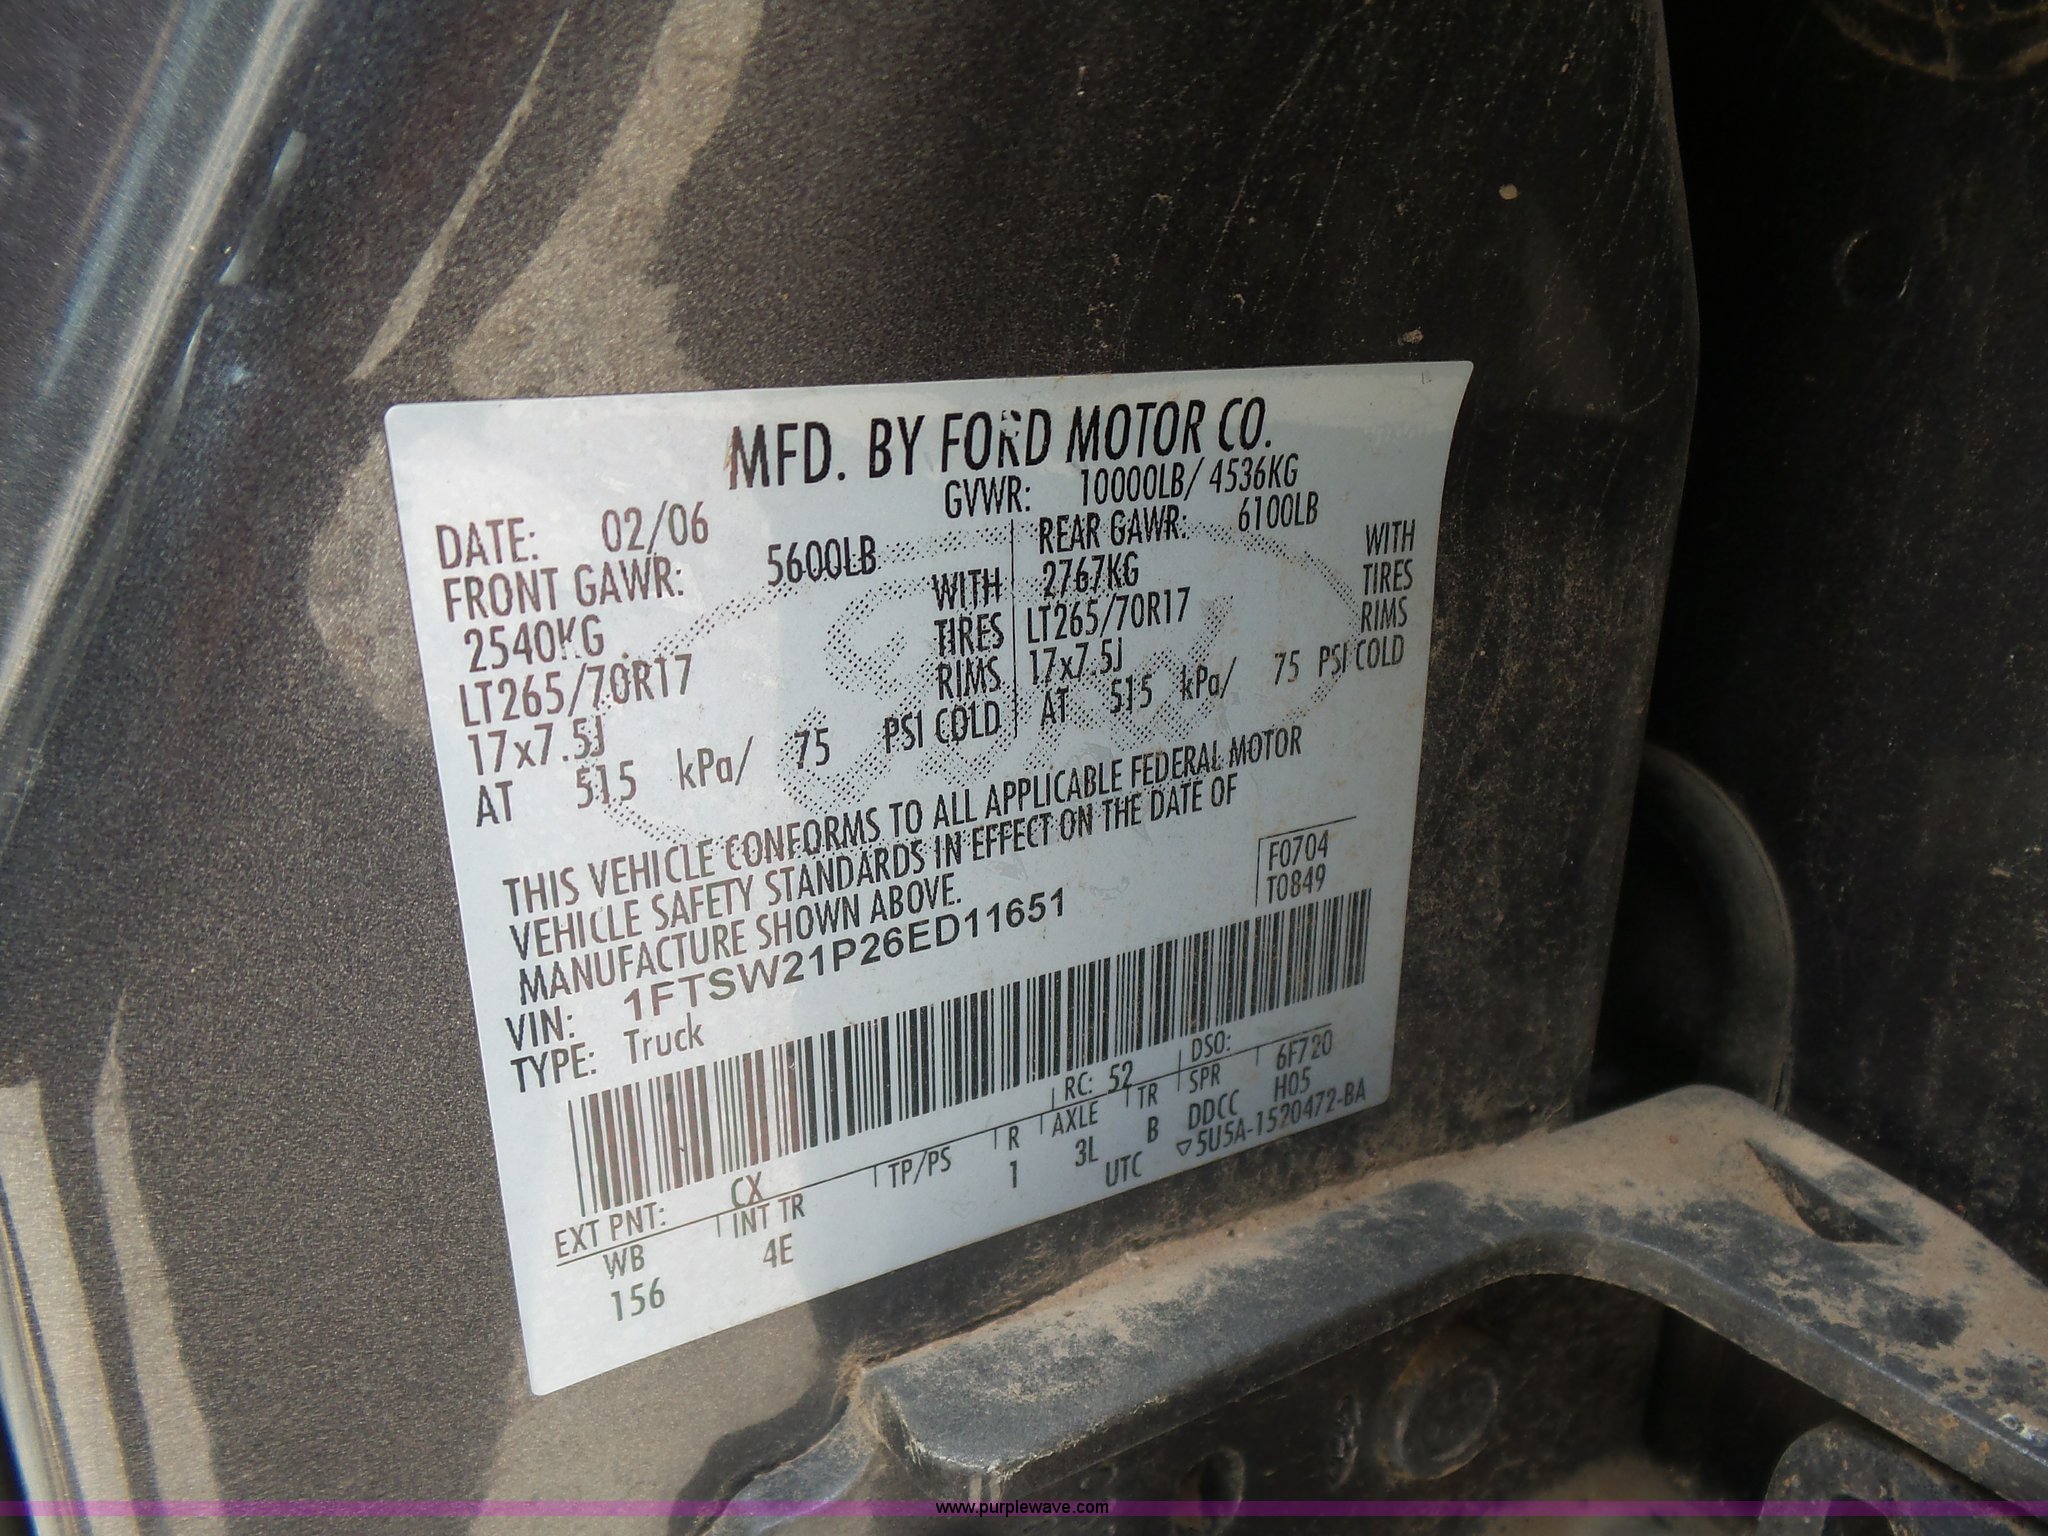 MFD. BY FORD MOTOR CO.
DATE: 02/06 GVWR: 10000LB/ 4536KG
FRONT GAWR: 5600LB REAR GAWR: 6100LB
2540KG WITH 2767KG WITH
LT265/70R17 TIRES LT265/70R17 TIRES
17x7.5J RIMS 17x7.5J RIMS
AT 515 kPa/ 75 PSI COLD AT 515 kPa/ 75 PSI COLD
THIS VEHICLE CONFORMS TO ALL APPLICABLE FEDERAL MOTOR
VEHICLE SAFETY STANDARDS IN EFFECT ON THE DATE OF
MANUFACTURE SHOWN ABOVE.
F0704
VIN: 1FTSW21P26ED11651 T0849
TYPE: Truck
EXT PNT: CX RC: 52 DSO: 6F720
WB INT TR TP/PS R AXLE TR SPR H05
156 4E 1 3L B DDCC
UTC ▽5U5A-1520472-BA
www.purplewave.com